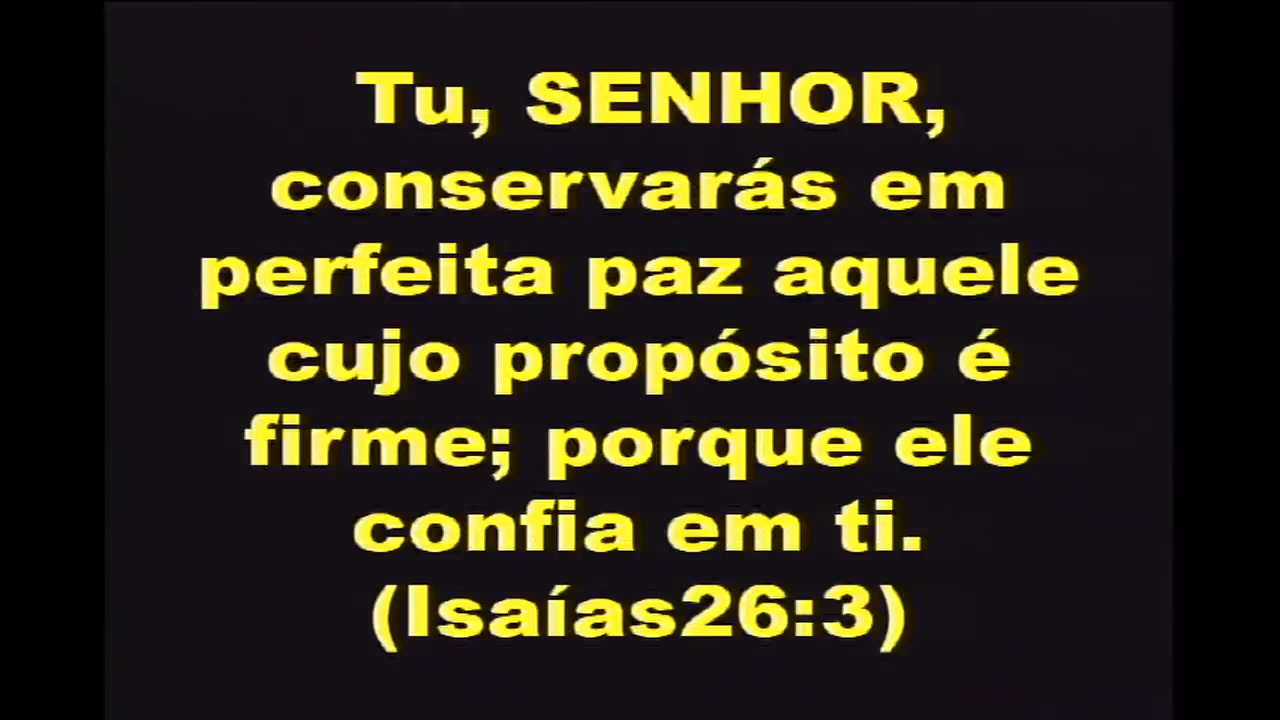 Tu, SENHOR,
conservarás em
perfeita paz aquele
cujo propósito é
firme; porque ele
confia em ti.
(Isaías26:3)